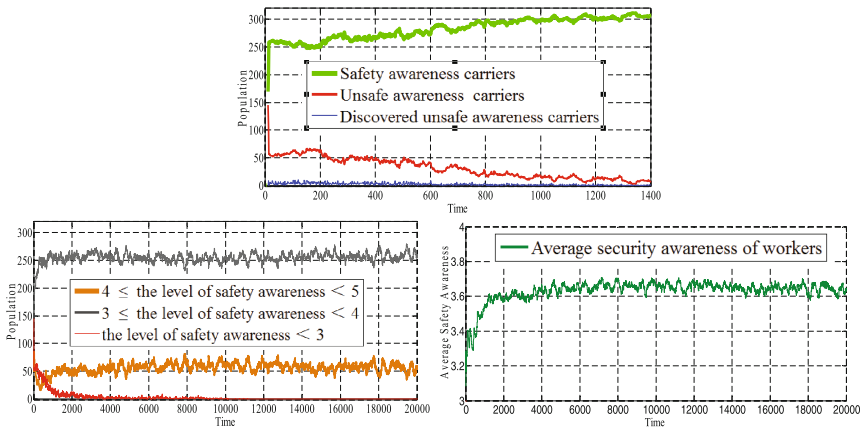 300
250
200
150
100
50
0
Population
Safety awareness carriers
Unsafe awareness carriers
Discovered unsafe awareness carriers
0 200 400 600 800 1000 1200 1400
Time
300
250
200
150
100
50
0
Population
4 ≤ the level of safety awareness < 5
3 ≤ the level of safety awareness < 4
the level of safety awareness < 3
0 2000 4000 6000 8000 10000 12000 14000 16000 18000 20000
Time
4
3.8
3.6
3.4
3.2
3
Average Safety Awareness
Average security awareness of workers
0 2000 4000 6000 8000 10000 12000 14000 16000 18000 20000
Time